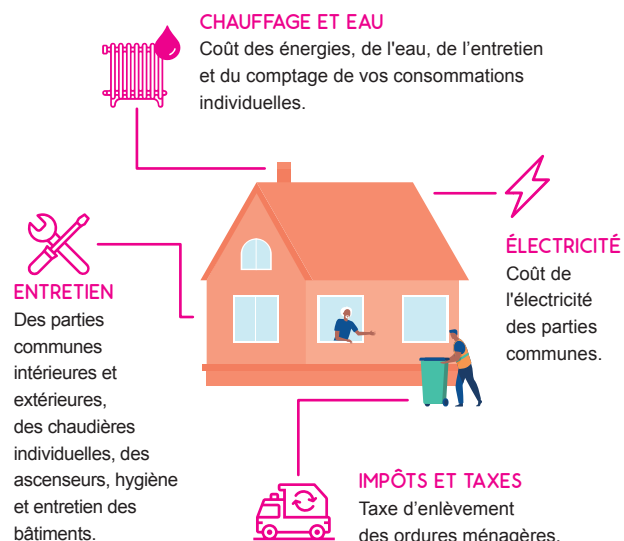 CHAUFFAGE ET EAU
Coût des énergies, de l'eau, de l'entretien
et du comptage de vos consommations
individuelles.
ÉLECTRICITÉ
Coût de
l'électricité
des parties
communes.
ENTRETIEN
Des parties
communes
intérieures et
extérieures,
des chaudières
individuelles, des
ascenseurs, hygiène
et entretien des
bâtiments.
IMPÔTS ET TAXES
Taxe d'enlèvement
des ordures ménagères.